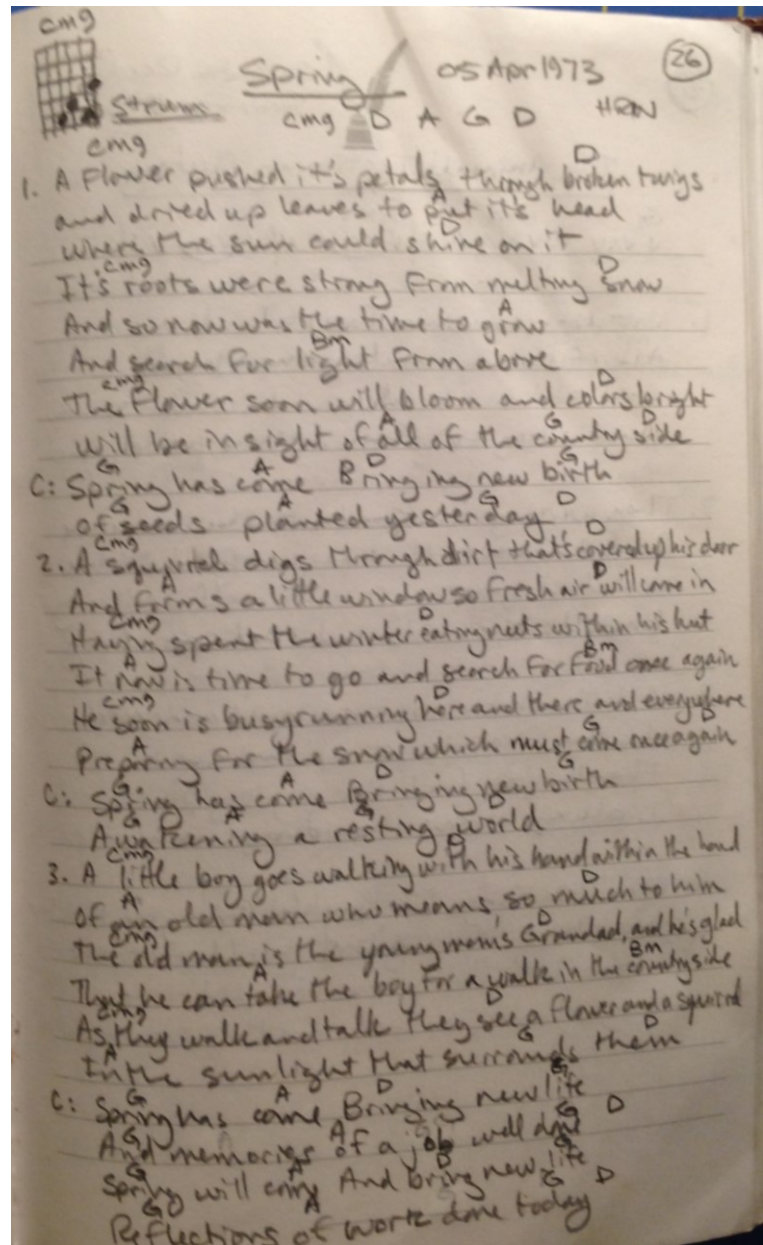 cmg
Spring 05 Apr 1973 26
Strum cmg D A G D HRN
cmg
D
1. A Flower pushed it's petals through broken twigs
A
and dried up leaves to put it's head
D
where the sun could shine on it
cmg D
It's roots were strong from melting snow
A
And so now was the time to grow
Bm
And search for light from above
cmg D
The flower soon will bloom and colors bright
A G D
will be in sight of all of the country side
G A D G
C: Spring has come Bringing new birth
G A G D
of seeds planted yesterday
cmg D
2. A squirrel digs through dirt that's covered up his door
A D
And forms a little window so fresh air will come in
cmg D
Having spent the winter eating nuts within his hut
A Bm
It now is time to go and search for food once again
cmg D
He soon is busy running here and there and everywhere
A G D
Preparing for the snow which must come once again
G A D G
C: Spring has come Bringing new birth
G A G D
Awakening a resting world
cmg D
3. A little boy goes walking with his hand within the hand
A D
Of an old man who means so much to him
cmg D
The old man is the young mom's Grandad, and he's glad
A Bm
That he can take the boy for a walk in the countryside
cmg D
As they walk and talk they see a flower and a squirrel
A G D
In the sunlight that surrounds them
G A D G
C: Spring has come Bringing new life
G A G D
And memories of a job well done
G A D G
Spring will come And bring new life
G A G D
Reflections of work done today